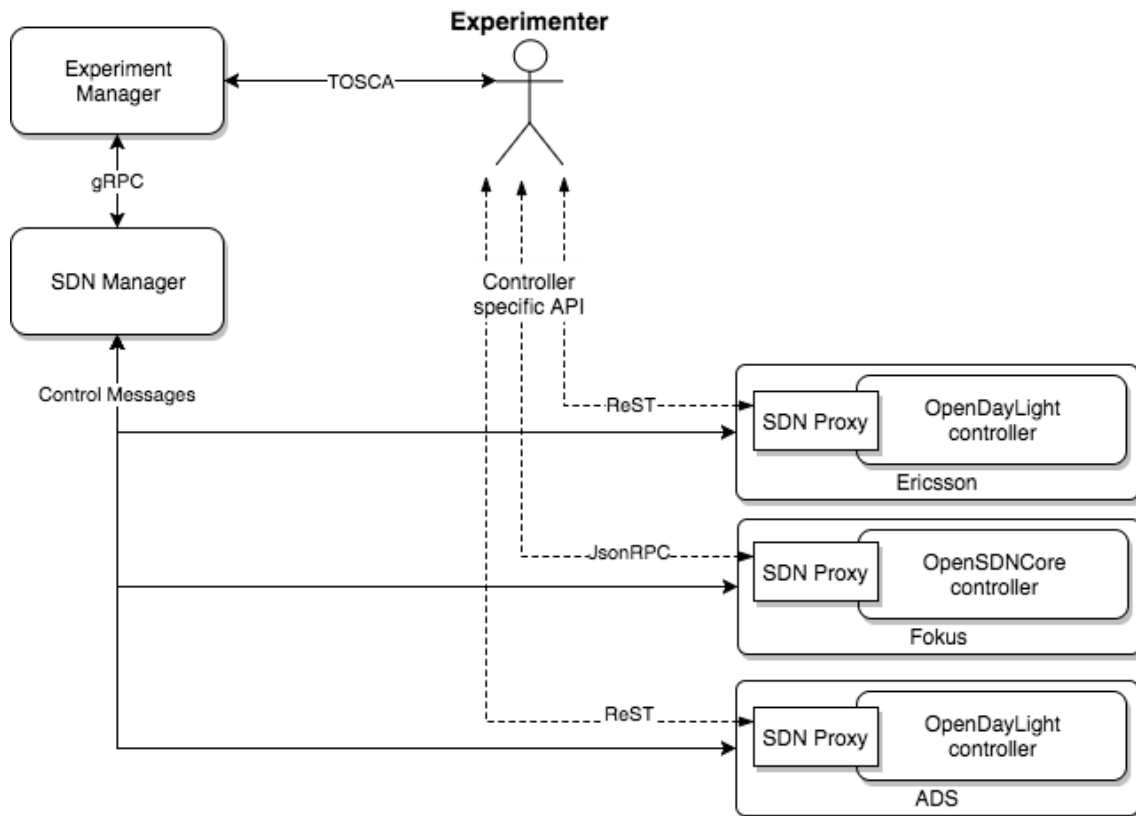 Experimenter
Experiment
Manager
TOSCA
gRPC
SDN Manager
Controller
specific API
Control Messages
ReST
SDN Proxy
OpenDayLight
controller
Ericsson
JsonRPC
SDN Proxy
OpenSDNCore
controller
Fokus
ReST
SDN Proxy
OpenDayLight
controller
ADS